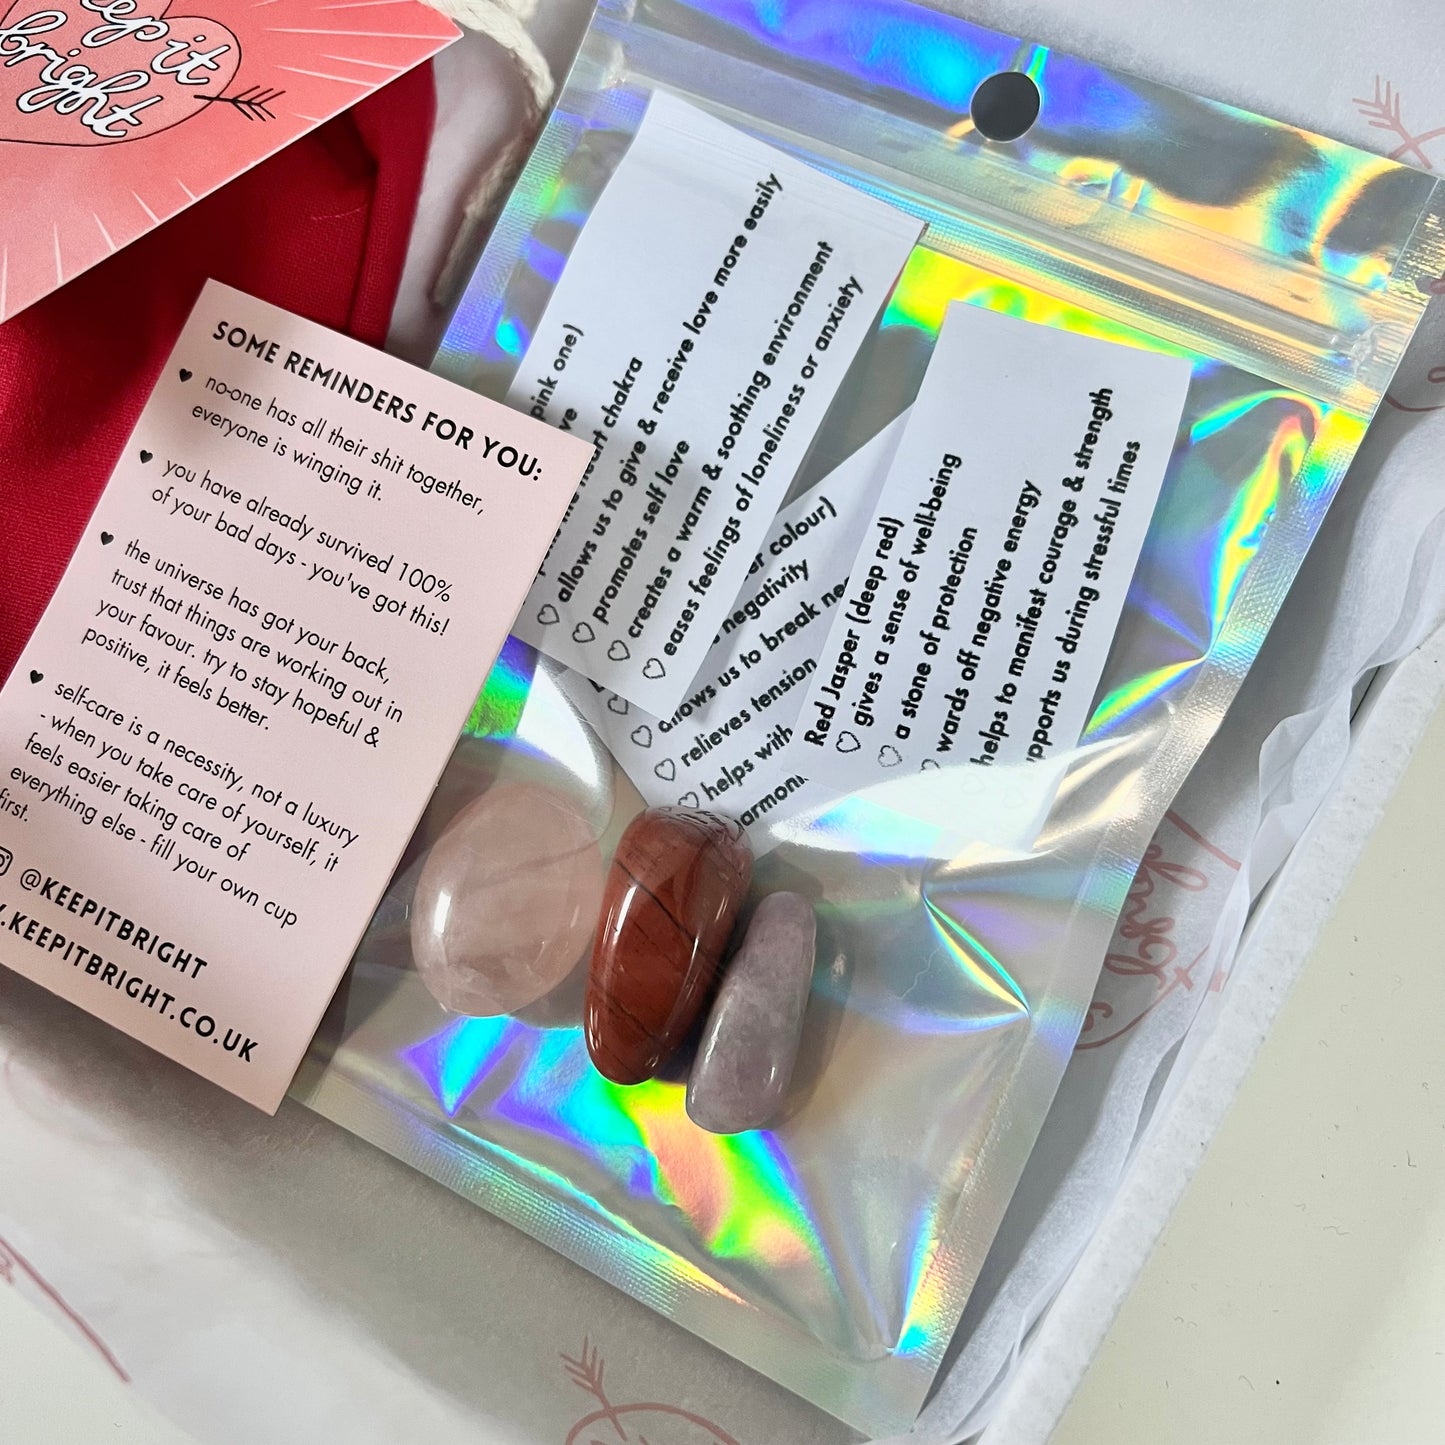 keep it
bright
SOME REMINDERS FOR YOU:
no-one has all their shit together,
everyone is winging it.
you have already survived 100%
of your bad days - you've got this!
the universe has got your back,
trust that things are working out in
your favour. try to stay hopeful &
positive, it feels better.
self-care is a necessity, not a luxury
- when you take care of yourself, it
feels easier taking care of
everything else - fill your own cup
first.
@KEEPITBRIGHT
.KEEPITBRIGHT.CO.UK
pink one)
chakra
allows us to give & receive love more easily
promotes self love
creates a warm & soothing environment
eases feelings of loneliness or anxiety
colour)
negativity
allows us to break
relieves tension
helps with
Red Jasper (deep red)
gives a sense of well-being
a stone of protection
wards off negative energy
helps to manifest courage & strength
supports us during stressful times